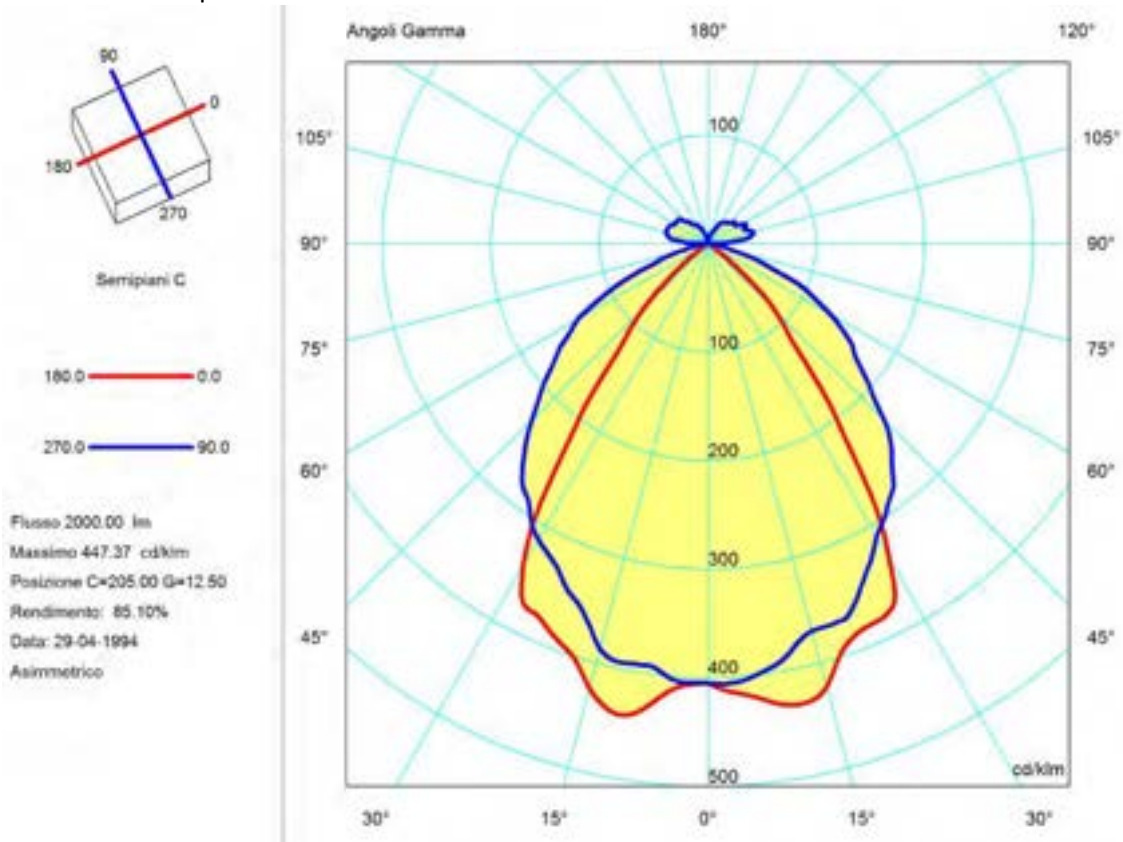 90
0
180
270
Semipiani C
180.0 0.0
270.0 90.0
Flusso 2000.00 lm
Massimo 447.37 cd/klm
Posizione C=205.00 G=12.50
Rendimento: 85.10%
Data: 29-04-1994
Asimmetrico
Angoli Gamma 180° 120°
100
105° 105°
90° 90°
100
75° 75°
200
60° 60°
300
45° 45°
400
500 cd/klm
30° 15° 0° 15° 30°